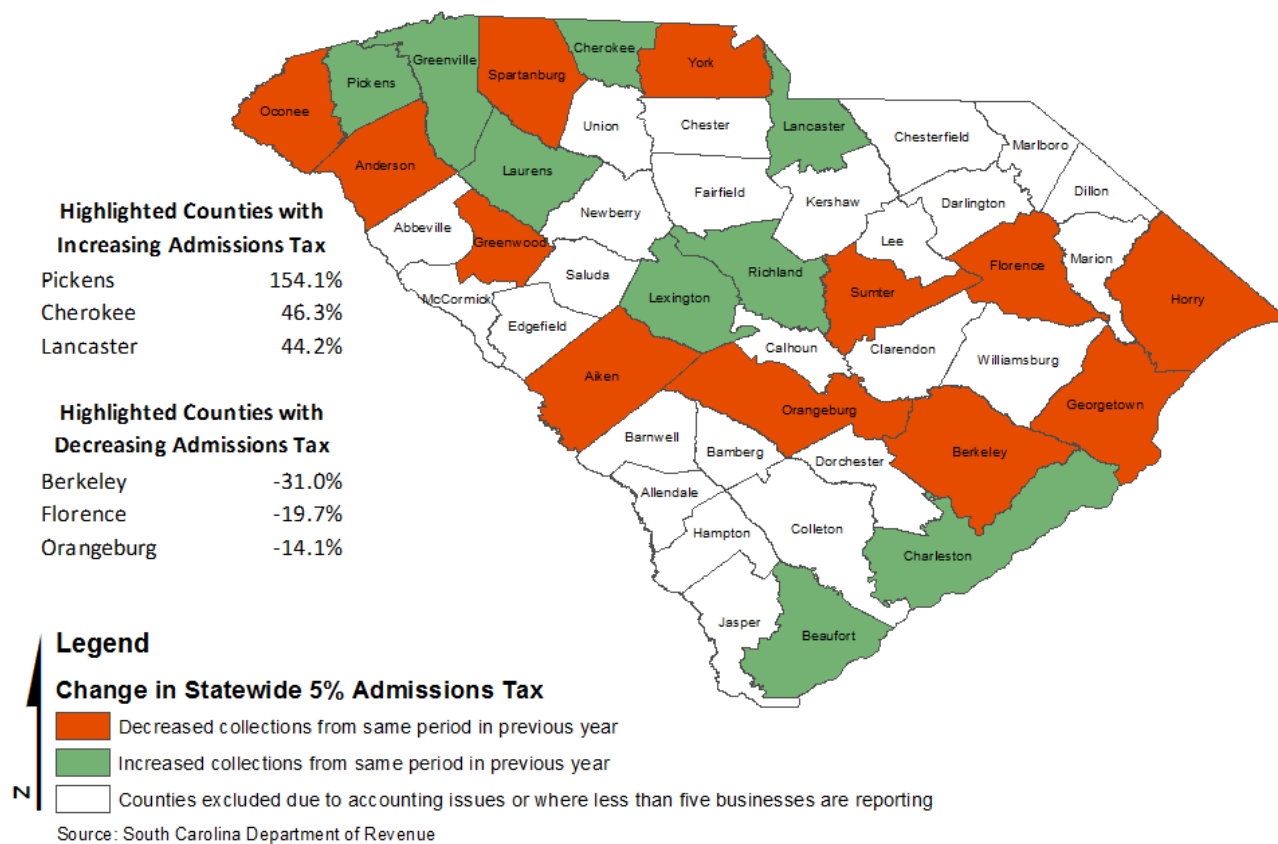 Cherokee
Greenville
York
Spartanburg
Pickens
Oconee
Union
Chester
Lancaster
Chesterfield
Marlboro
Anderson
Laurens
Fairfield
Kershaw
Darlington
Dillon
Highlighted Counties with
Increasing Admissions Tax
Pickens 154.1%
Cherokee 46.3%
Lancaster 44.2%
Newberry
Abbeville
Greenwood
Lee
Saluda
Richland
Florence
Marion
McCormick
Lexington
Sumter
Horry
Edgefield
Calhoun
Clarendon
Williamsburg
Aiken
Georgetown
Orangeburg
Highlighted Counties with
Decreasing Admissions Tax
Berkeley -31.0%
Florence -19.7%
Orangeburg -14.1%
Barnwell
Bamberg
Berkeley
Dorchester
Allendale
Colleton
Hampton
Charleston
Jasper
Beaufort
Legend
Change in Statewide 5% Admissions Tax
Decreased collections from same period in previous year
Increased collections from same period in previous year
Counties excluded due to accounting issues or where less than five businesses are reporting
N
Source: South Carolina Department of Revenue